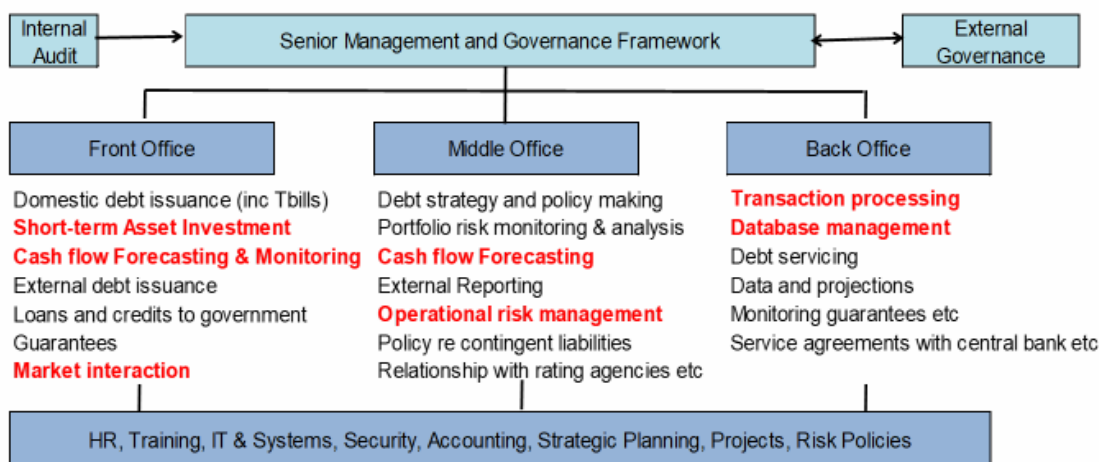 Internal
Audit
Senior Management and Governance Framework
External
Governance
Front Office
Domestic debt issuance (inc Tbills)
Short-term Asset Investment
Cash flow Forecasting & Monitoring
External debt issuance
Loans and credits to government
Guarantees
Market interaction
Middle Office
Debt strategy and policy making
Portfolio risk monitoring & analysis
Cash flow Forecasting
External Reporting
Operational risk management
Policy re contingent liabilities
Relationship with rating agencies etc
Back Office
Transaction processing
Database management
Debt servicing
Data and projections
Monitoring guarantees etc
Service agreements with central bank etc
HR, Training, IT & Systems, Security, Accounting, Strategic Planning, Projects, Risk Policies